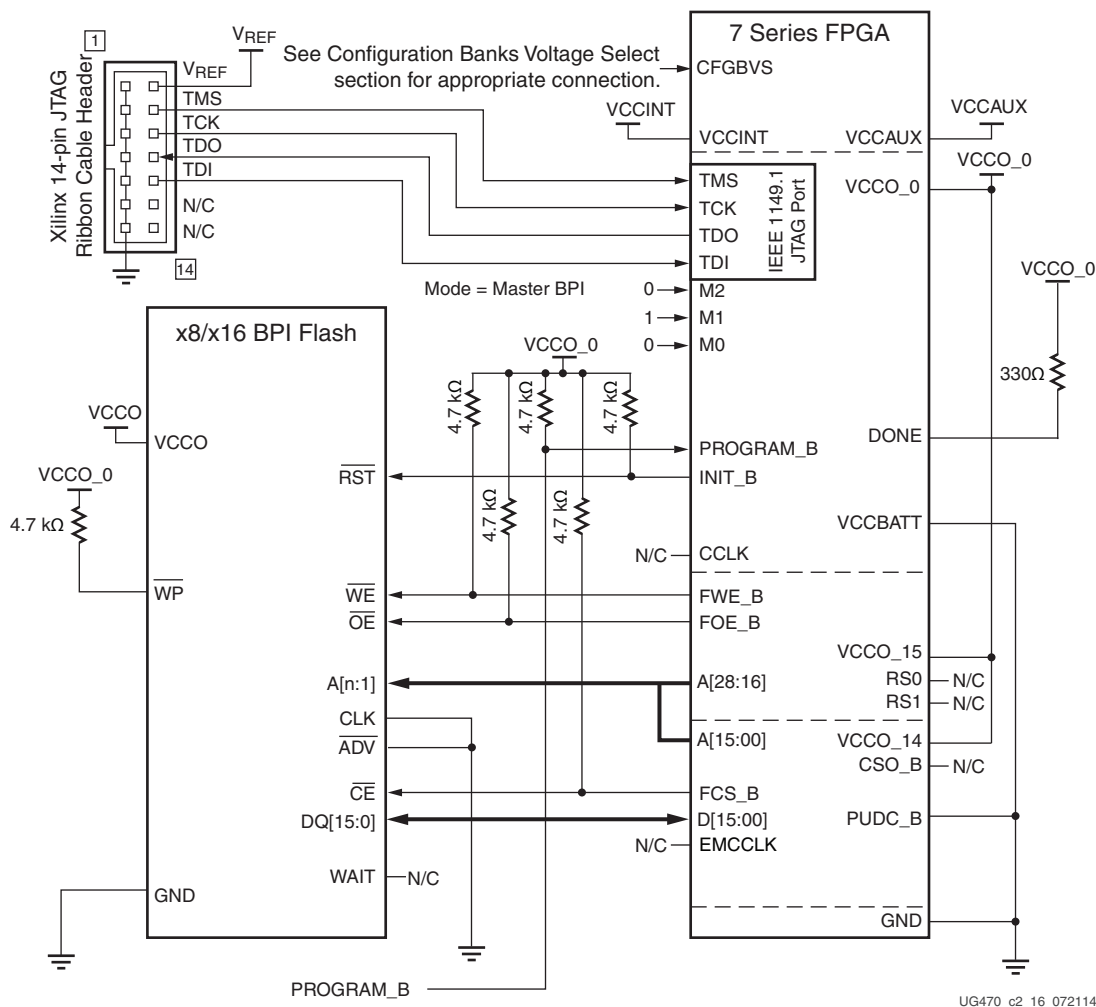 Xilinx 14-pin JTAG
Ribbon Cable Header
1
VREF
VREF
TMS
TCK
TDO
TDI
N/C
N/C
14
See Configuration Banks Voltage Select
section for appropriate connection.
7 Series FPGA
CFGBVS
VCCINT
VCCINT
VCCAUX
VCCAUX
VCCO_0
VCCO_0
TMS
TCK
TDO
TDI
IEEE 1149.1
JTAG Port
Mode = Master BPI
0
M2
1
M1
0
M0
VCCO_0
330Ω
DONE
x8/x16 BPI Flash
VCCO
VCCO
VCCO_0
4.7 kΩ
WP
RST
WE
OE
A[n:1]
CLK
ADV
CE
DQ[15:0]
WAIT
N/C
GND
VCCO_0
4.7 kΩ
4.7 kΩ
4.7 kΩ
4.7 kΩ
4.7 kΩ
PROGRAM_B
INIT_B
VCCBATT
N/C
CCLK
FWE_B
FOE_B
VCCO_15
A[28:16]
RS0
N/C
RS1
N/C
A[15:00]
VCCO_14
CSO_B
N/C
FCS_B
D[15:00]
PUDC_B
N/C
EMCCLK
GND
PROGRAM_B
UG470_c2_16_072114